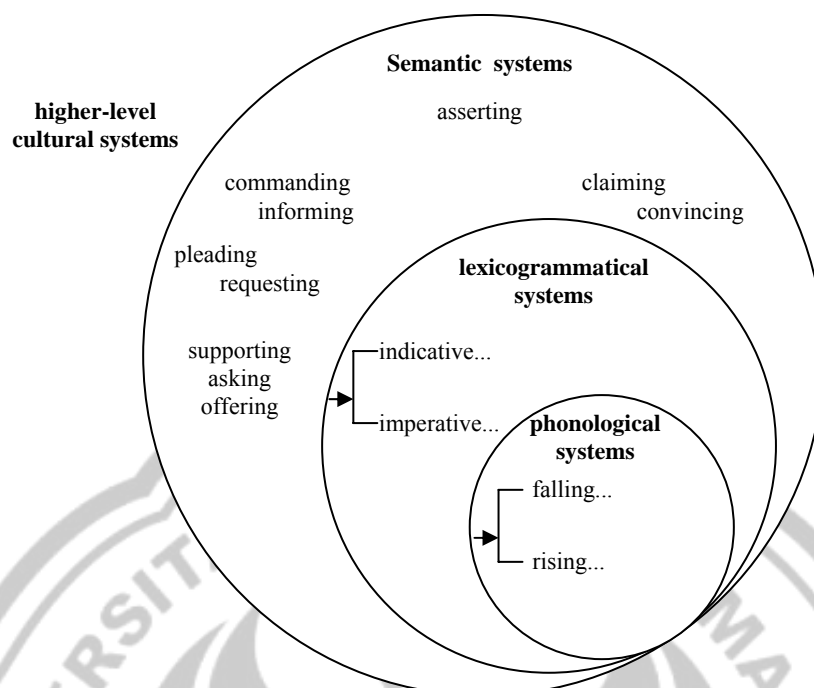 Semantic systems
higher-level
cultural systems
asserting
commanding
informing
claiming
convincing
pleading
requesting
lexicogrammatical
systems
supporting
asking
offering
indicative...
imperative...
phonological
systems
falling...
rising...